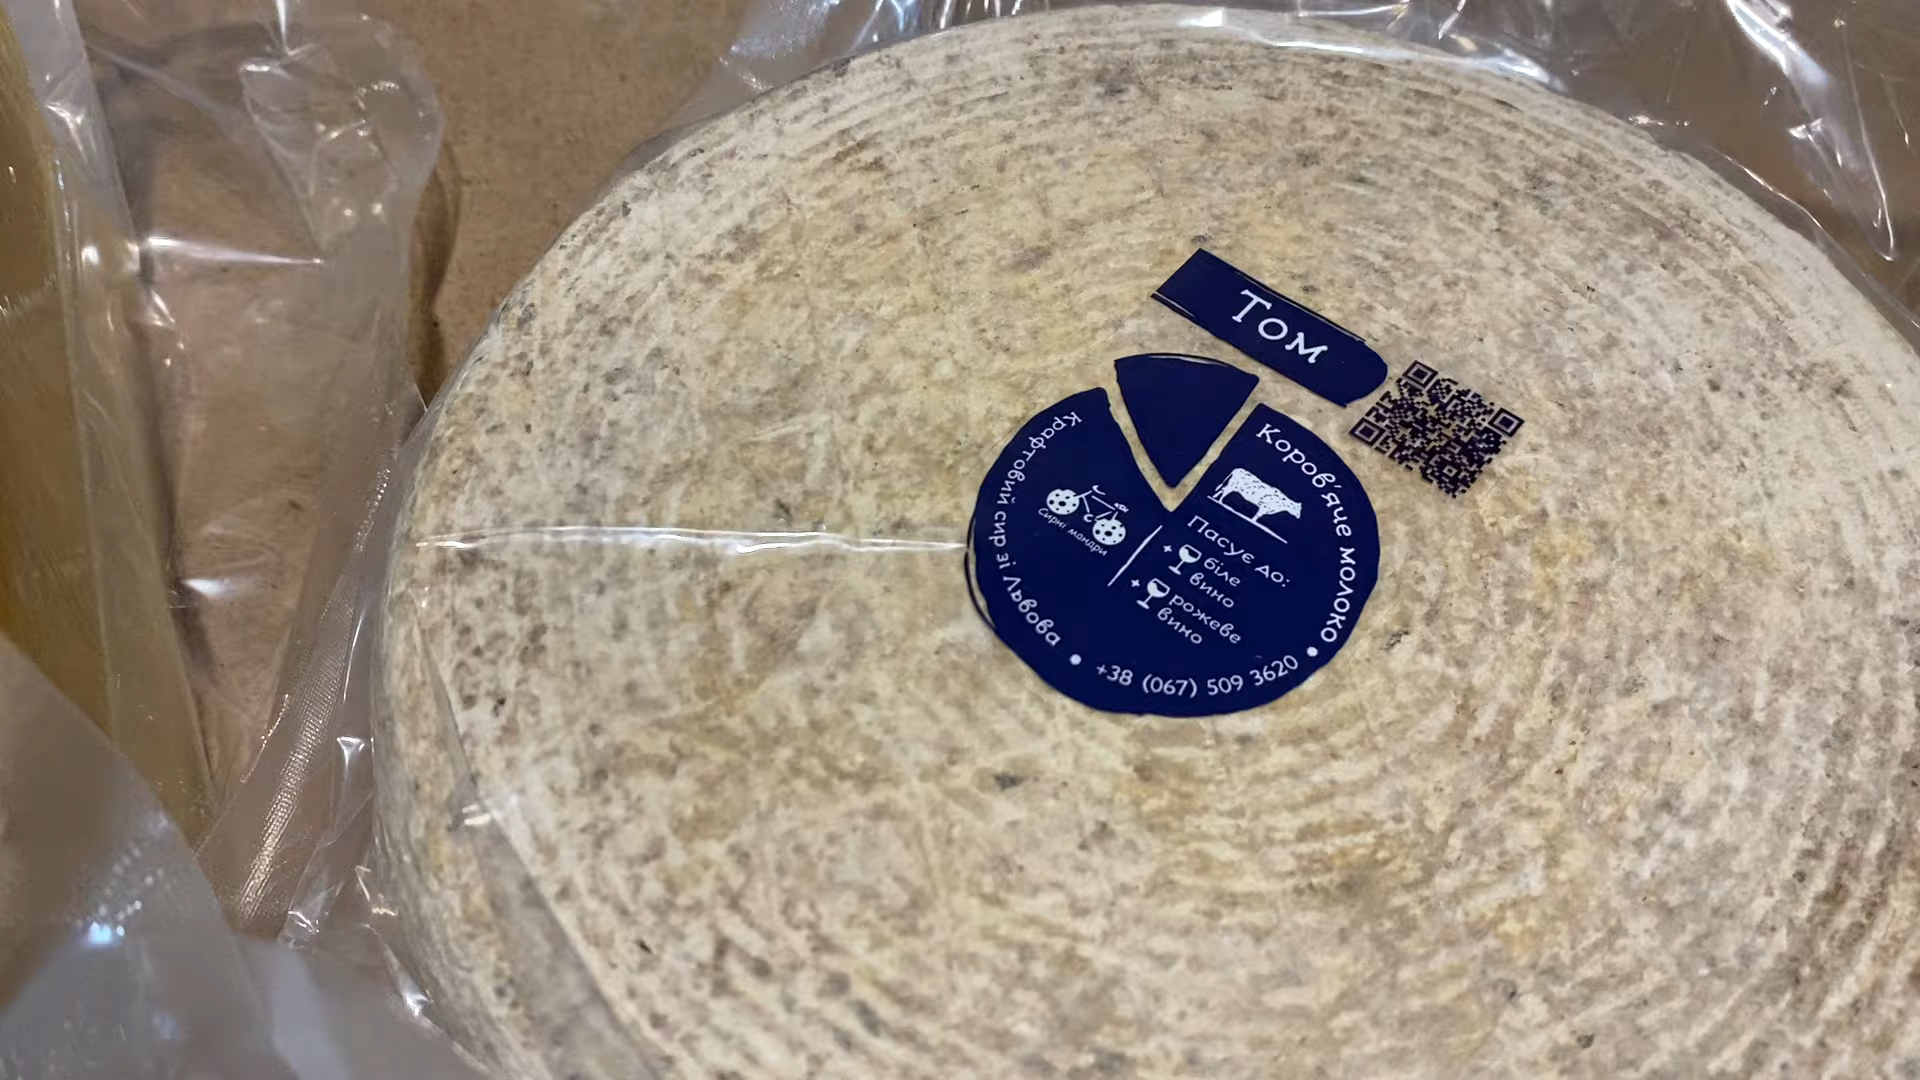 Том
Крафтовий сир зі Львова
Сирні мандри
Коров'яче молоко
Пасує до:
+ біле
вино
+ рожеве
вино
+38 (067) 509 3620